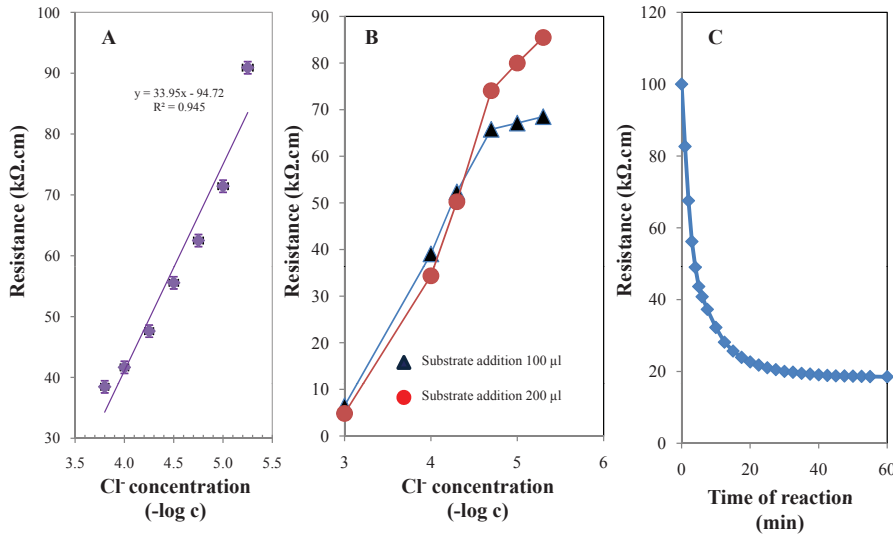 A
y = 33.95x - 94.72
R² = 0.945
Resistance (kΩ.cm)
100
90
80
70
60
50
40
30
3.5
4.0
4.5
5.0
5.5
Cl⁻ concentration
(-log c)
B
Resistance (kΩ.cm)
90
80
70
60
50
40
30
20
10
0
Substrate addition 100 µl
Substrate addition 200 µl
3
4
5
6
Cl⁻ concentration
(-log c)
C
Resistance (kΩ.cm)
120
100
80
60
40
20
0
0
20
40
60
Time of reaction
(min)